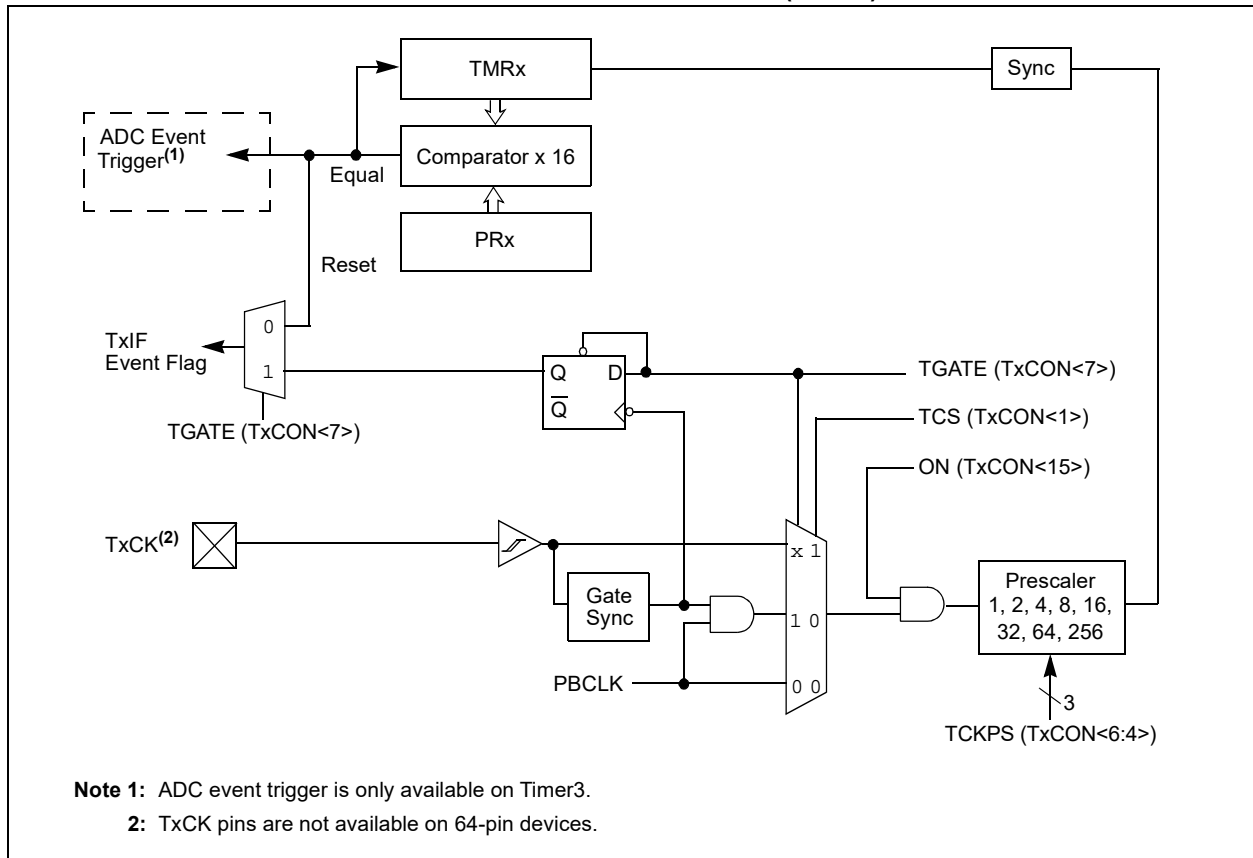 TMRx
Sync
ADC Event
Trigger(1)
Equal
Comparator x 16
PRx
Reset
0
1
TxIF
Event Flag
TGATE (TxCON<7>)
Q D
Q
TGATE (TxCON<7>)
TCS (TxCON<1>)
ON (TxCON<15>)
TxCK(2)
x 1
Gate
Sync
1 0
PBCLK
0 0
Prescaler
1, 2, 4, 8, 16,
32, 64, 256
3
TCKPS (TxCON<6:4>)
Note 1: ADC event trigger is only available on Timer3.
2: TxCK pins are not available on 64-pin devices.